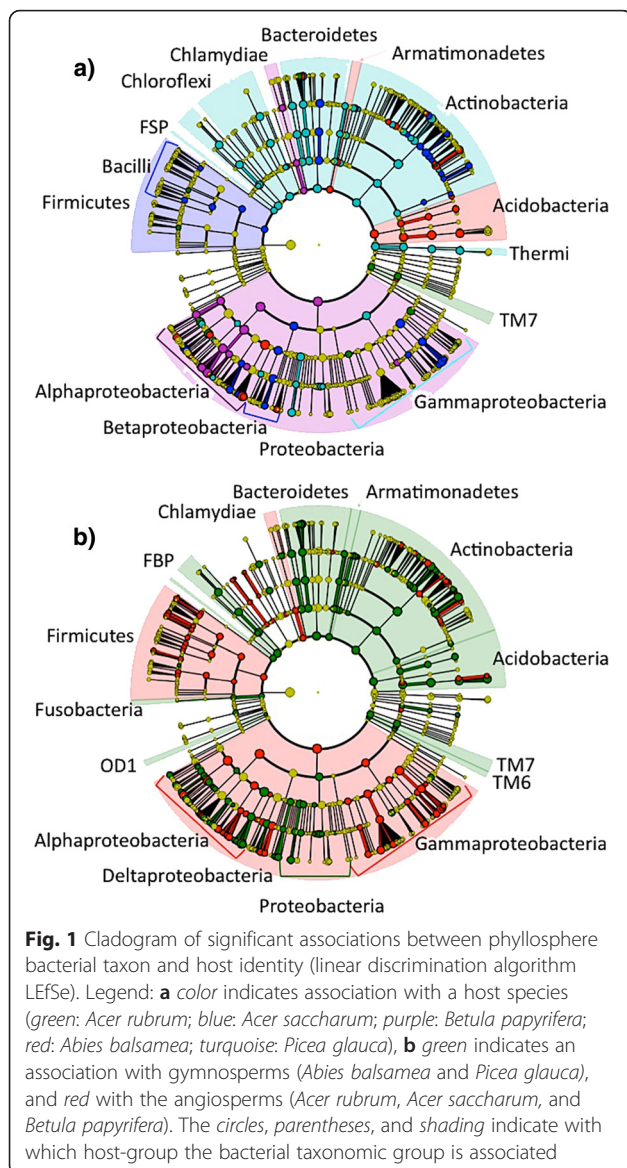 a)
Bacteroidetes
Chlamydiae
Armatimonadetes
Chloroflexi
Actinobacteria
FSP
Bacilli
Firmicutes
Acidobacteria
Thermi
TM7
Alphaproteobacteria
Gammaproteobacteria
Betaproteobacteria
Proteobacteria
b)
Bacteroidetes
Armatimonadetes
Chlamydiae
FBP
Actinobacteria
Firmicutes
Acidobacteria
Fusobacteria
OD1
TM7
TM6
Alphaproteobacteria
Gammaproteobacteria
Deltaproteobacteria
Proteobacteria
Fig. 1 Cladogram of significant associations between phyllosphere
bacterial taxon and host identity (linear discrimination algorithm
LEfSe). Legend: a color indicates association with a host species
(green: Acer rubrum; blue: Acer saccharum; purple: Betula papyrifera;
red: Abies balsamea; turquoise: Picea glauca), b green indicates an
association with gymnosperms (Abies balsamea and Picea glauca),
and red with the angiosperms (Acer rubrum, Acer saccharum, and
Betula papyrifera). The circles, parentheses, and shading indicate with
which host-group the bacterial taxonomic group is associated